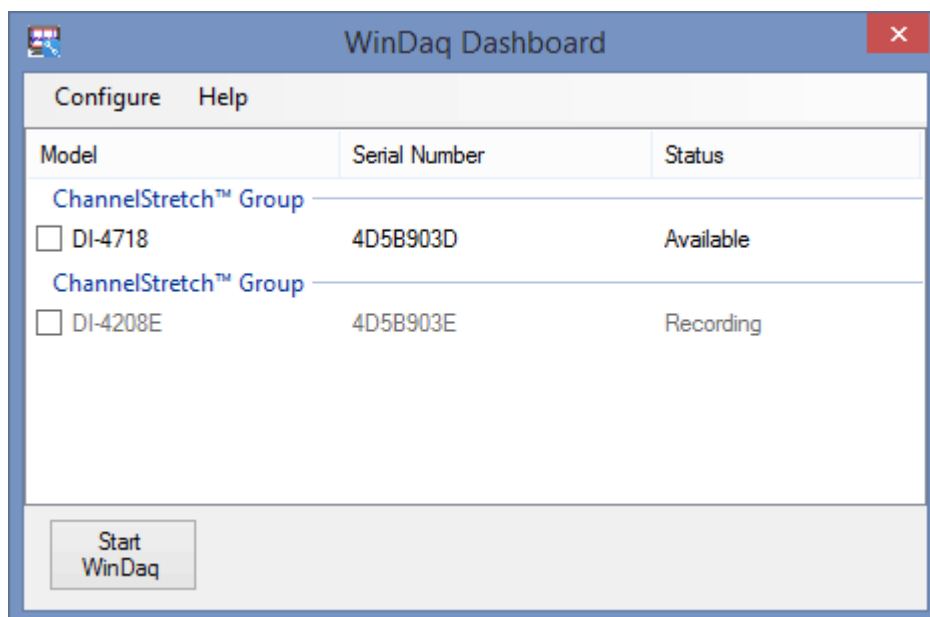 WinDaq Dashboard
Configure Help
Model Serial Number Status
ChannelStretch™ Group
DI-4718 4D5B903D Available
ChannelStretch™ Group
DI-4208E 4D5B903E Recording
Start
WinDaq